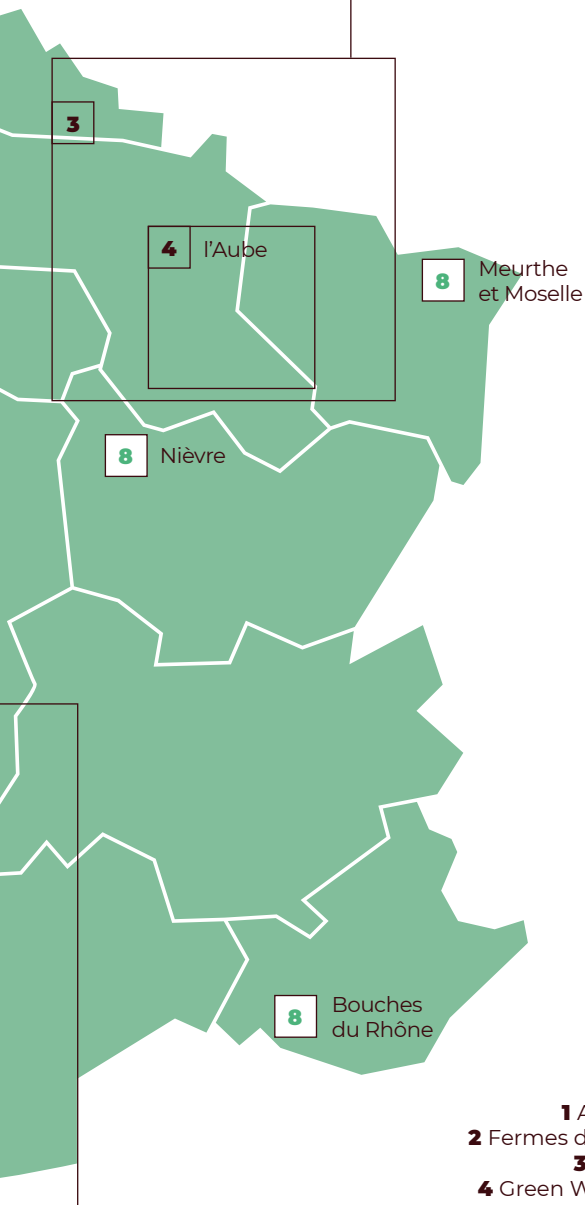 3
4 l'Aube
8 Meurthe
et Moselle
8 Nièvre
8 Bouches
du Rhône
1
2 Fermes
3
4 Green